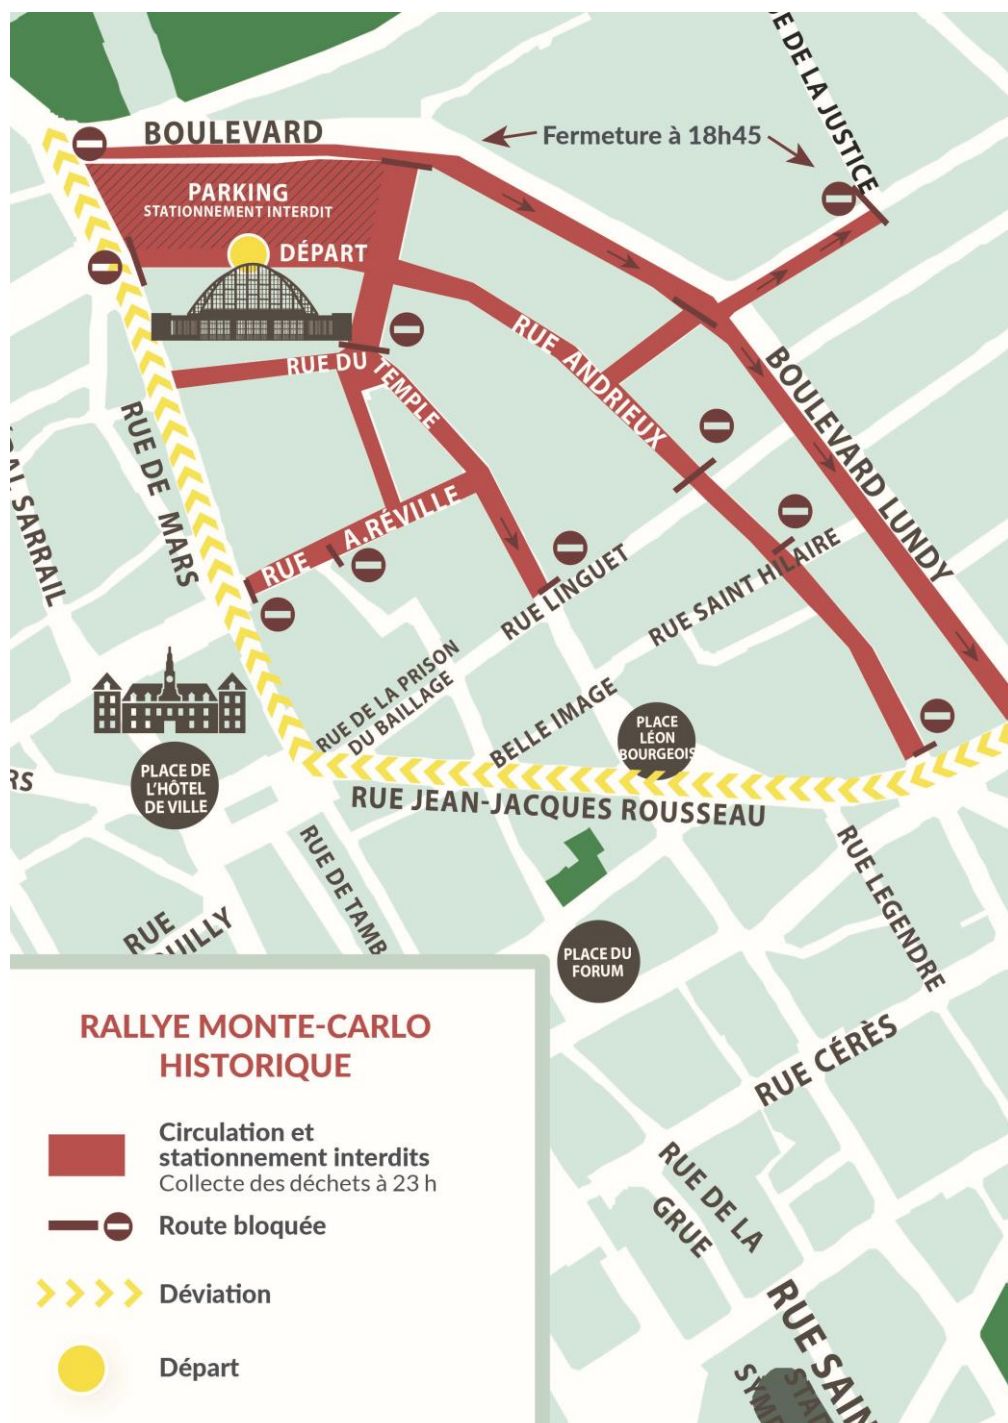 BOULEVARD
Fermeture à 18h45
E DE LA JUSTICE
PARKING
STATIONNEMENT INTERDIT
DÉPART
RUE DU TEMPLE
RUE ANDRIEUX
BOULEVARD LUNDY
RUE DE MARS
AL SARRAIL
RUE A.RÉVILLE
RUE LINGUET
RUE SAINT HILAIRE
RUE DE LA PRISON
DU BAILLAGE
BELLE IMAGE
PLACE
LÉON
BOURGEOIS
PLACE DE
L'HÔTEL
DE VILLE
RS
RUE JEAN-JACQUES ROUSSEAU
RUE DE TAMB
RUE LEGENDRE
RUE
UILLY
PLACE DU
FORUM
RUE CÉRÈS
RUE DE LA
GRUE
RUE SAIN
SYMP
STA
RALLYE MONTE-CARLO
HISTORIQUE
Circulation et
stationnement interdits
Collecte des déchets à 23 h
Route bloquée
Déviation
Départ